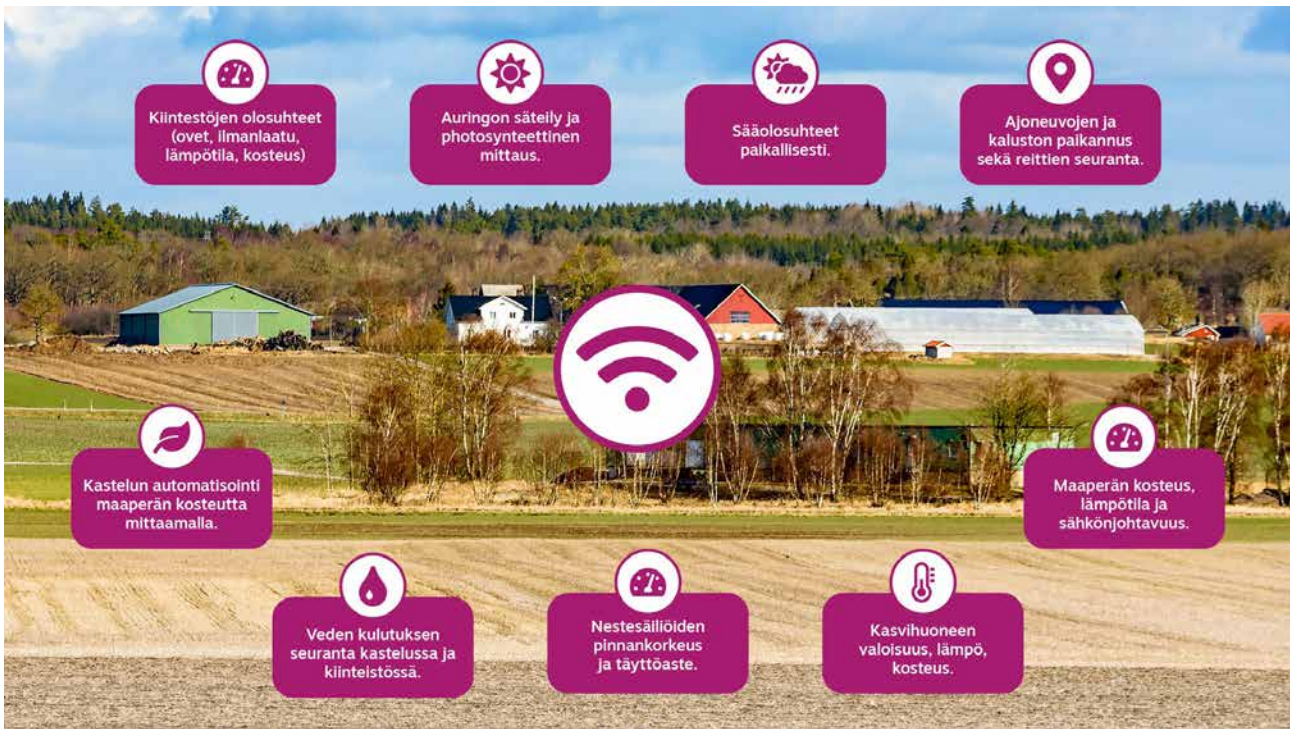 Kiintestöjen olosuhteet
(ovet, ilmanlaatu,
lämpötila, kosteus)
Auringon säteily ja
photosynteettinen
mittaus.
Sääolosuhteet
paikallisesti.
Ajoneuvojen ja
kaluston paikannus
sekä reittien seuranta.
Kastelun automatisointi
maaperän kosteutta
mittaamalla.
Maaperän kosteus,
lämpötila ja
sähkönjohtavuus.
Veden kulutuksen
seuranta kastelussa ja
kiinteistössä.
Nestesäiliöiden
pinnankorkeus
ja täyttöaste.
Kasvihuoneen
valoisuus, lämpö,
kosteus.